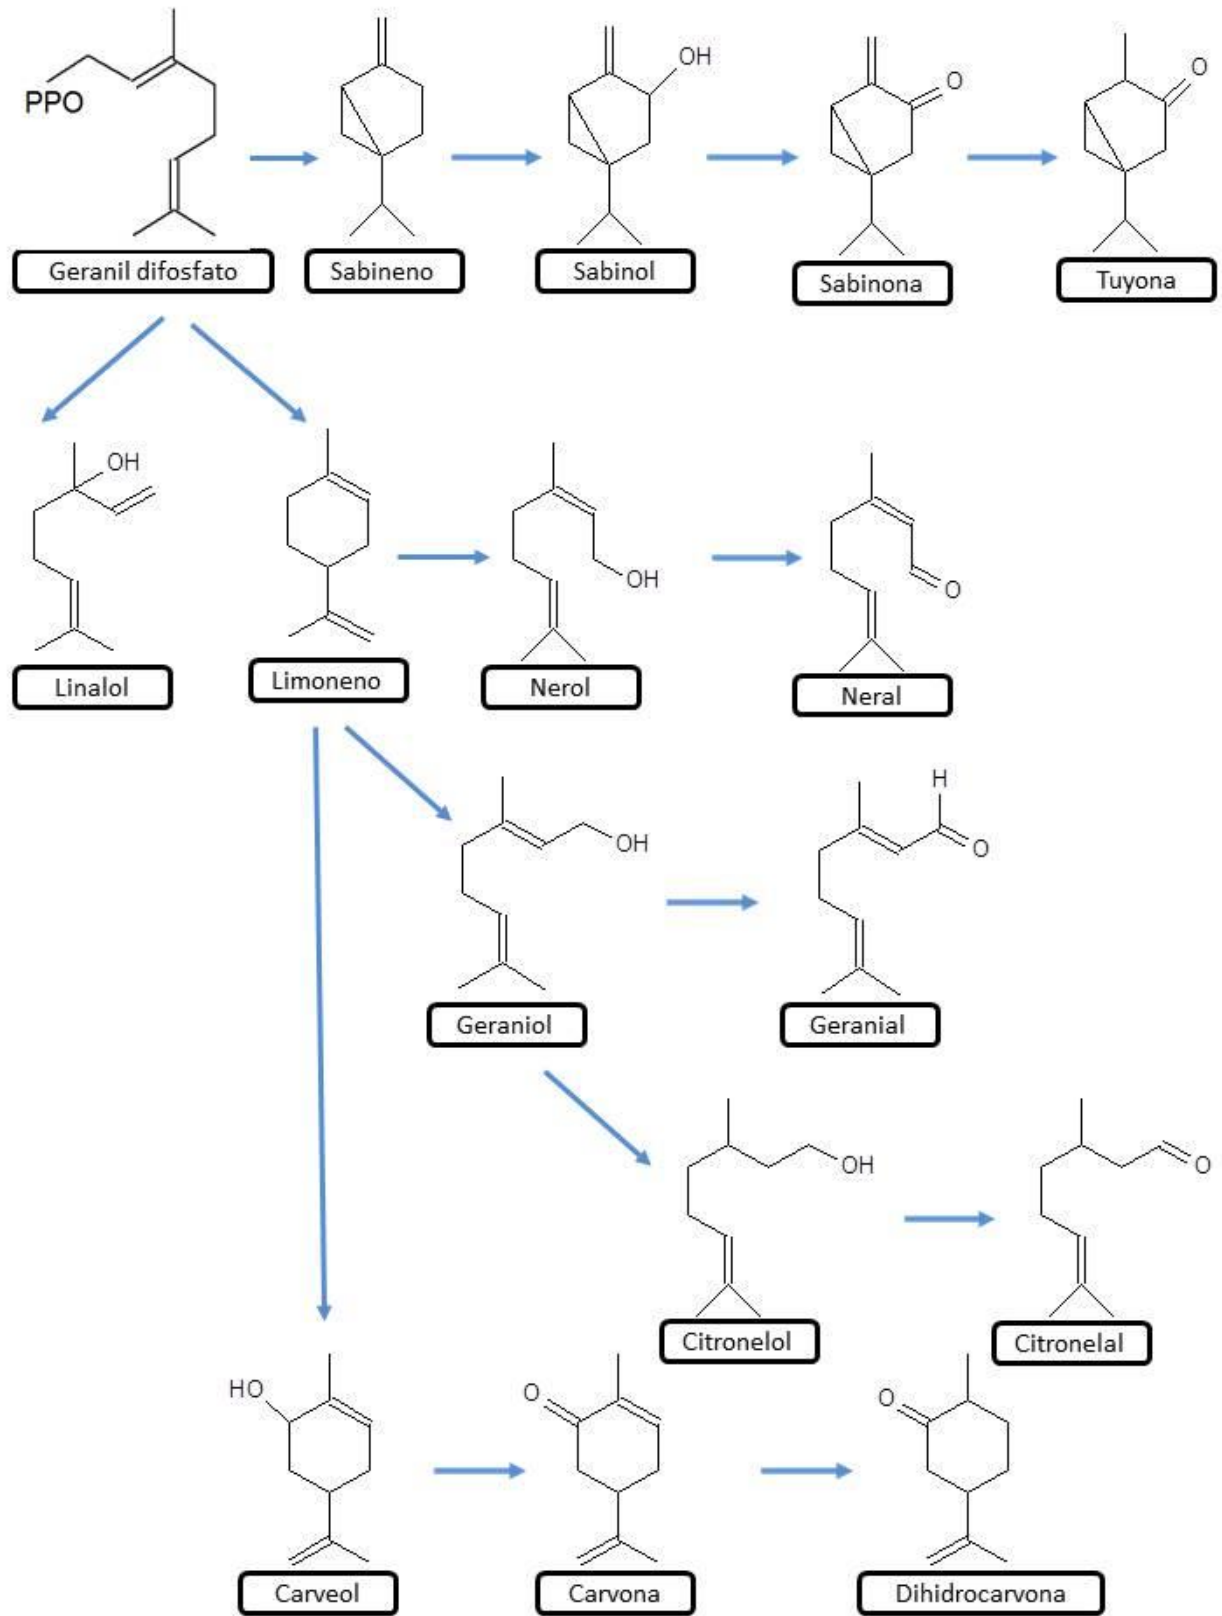 PPO
OH
O
O
Geranil difosfato
Sabineno
Sabinol
Sabinona
Tuyona
OH
OH
O
Linalol
Limoneno
Nerol
Neral
OH
H
O
Geraniol
Geranial
OH
O
Citronelol
Citronelal
HO
O
O
Carveol
Carvona
Dihidrocarvona